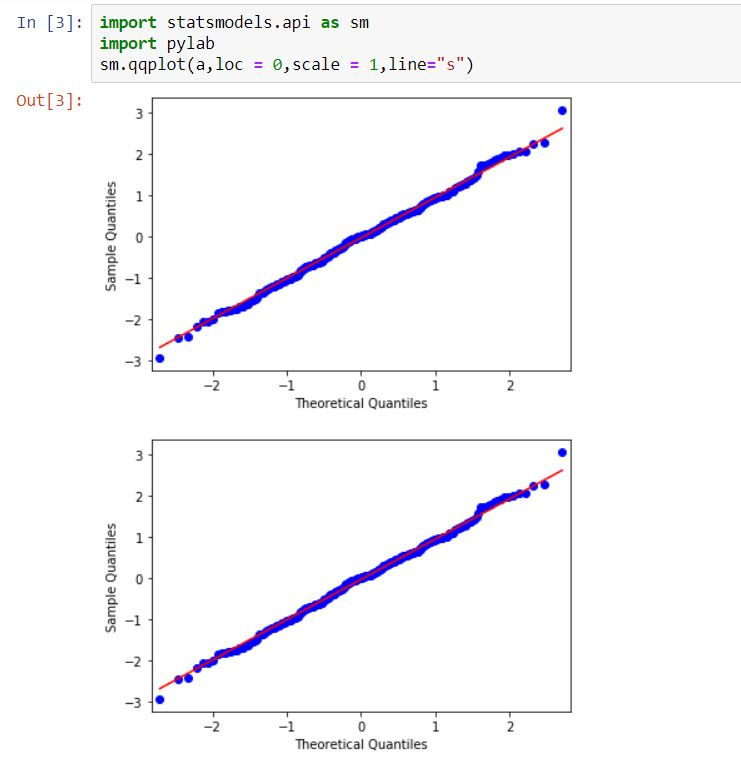 In [3]: import statsmodels.api as sm
import pylab
sm.qqplot(a,loc = 0,scale = 1,line="s")
Out[3]:
3
2
1
0
−1
−2
−3
Sample Quantiles
−2 −1 0 1 2
Theoretical Quantiles
3
2
1
0
−1
−2
−3
Sample Quantiles
−2 −1 0 1 2
Theoretical Quantiles